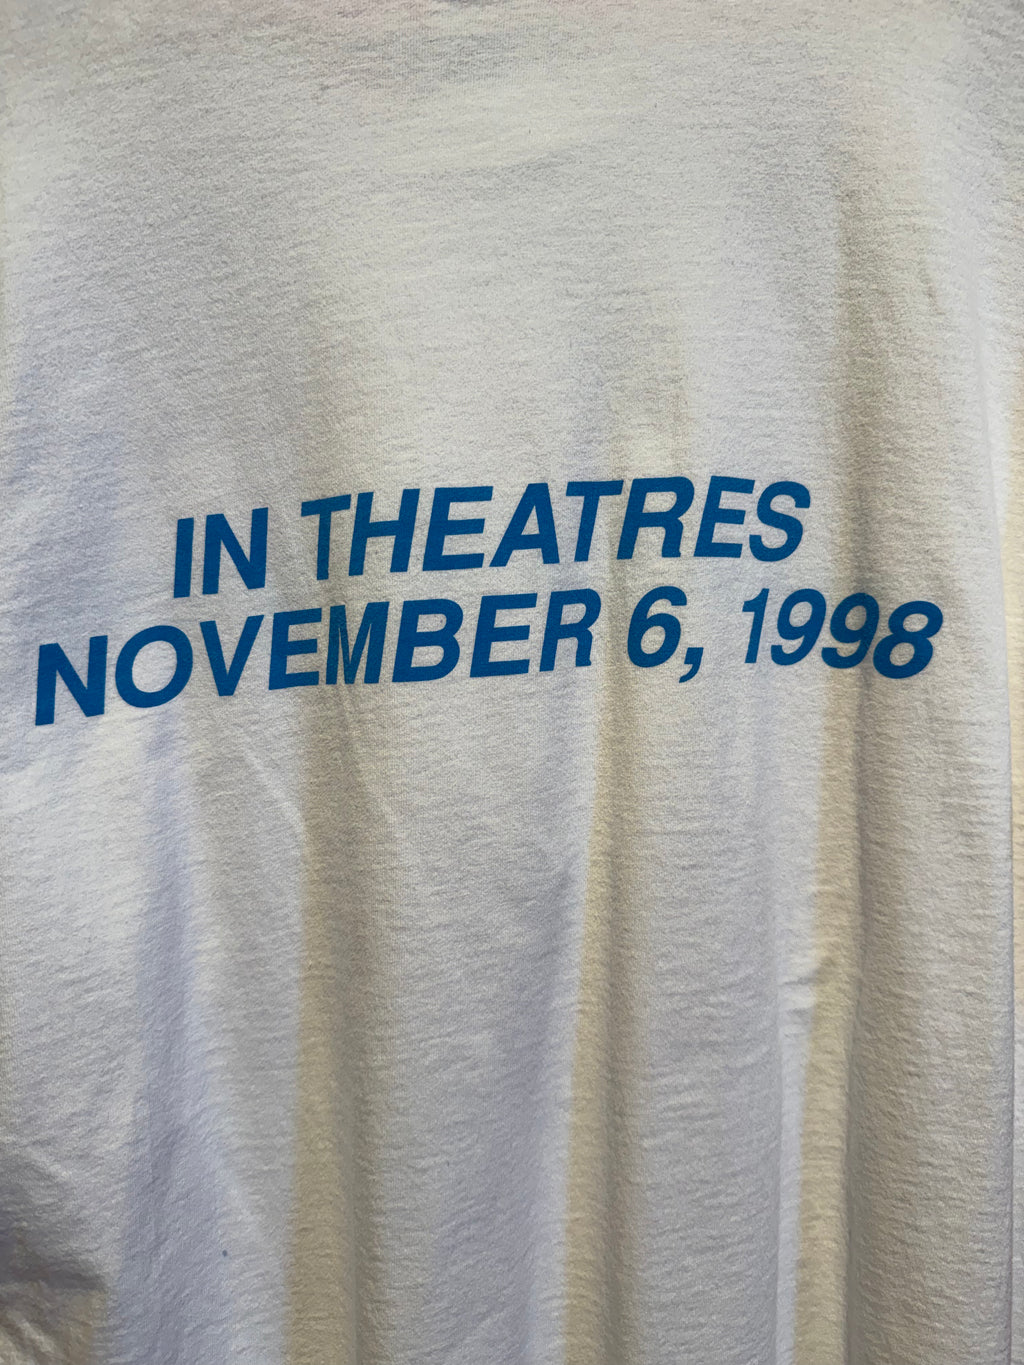 IN THEATRES
NOVEMBER 6, 1998